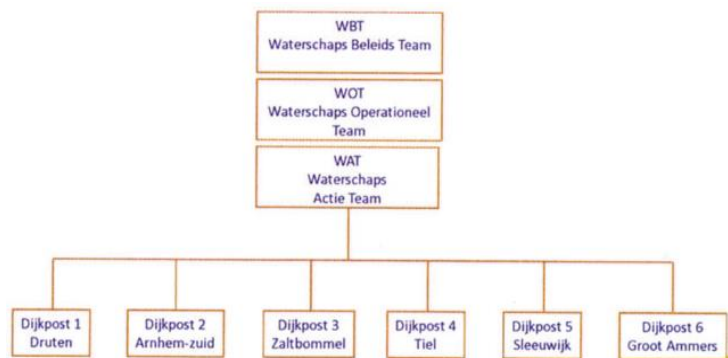 WBT
Waterschaps Beleids Team
WOT
Waterschaps Operationeel
Team
WAT
Waterschaps
Actie Team
Dijkpost 1
Druten
Dijkpost 2
Arnhem-zuid
Dijkpost 3
Zaltbommel
Dijkpost 4
Tiel
Dijkpost 5
Sleeuwijk
Dijkpost 6
Groot Ammers